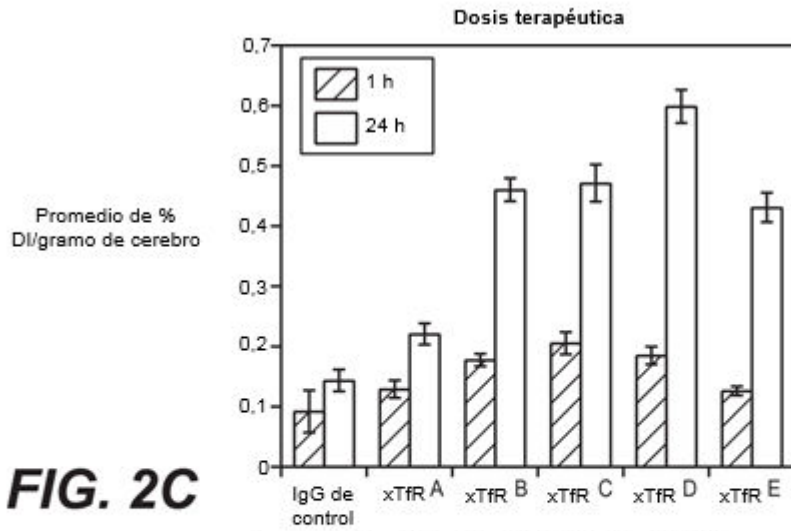 Dosis terapéutica
0,7
0,6
0,5
0,4
0,3
0,2
0,1
0
1 h
24 h
Promedio de %
DI/gramo de cerebro
IgG de
control
xTfR A
xTfR B
xTfR C
xTfR D
xTfR E
FIG. 2C